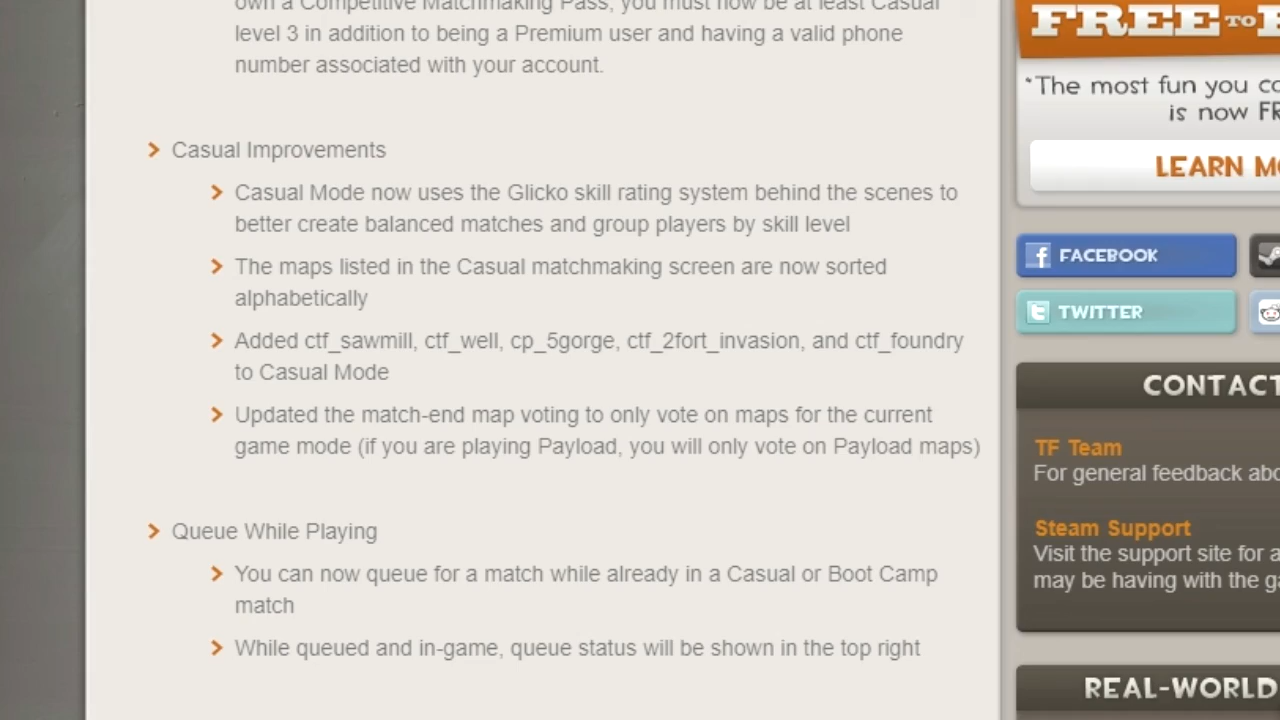 own a Competitive Matchmaking Pass, you must now be at least Casual
level 3 in addition to being a Premium user and having a valid phone
number associated with your account.
Casual Improvements
Casual Mode now uses the Glicko skill rating system behind the scenes to
better create balanced matches and group players by skill level
The maps listed in the Casual matchmaking screen are now sorted
alphabetically
Added ctf_sawmill, ctf_well, cp_5gorge, ctf_2fort_invasion, and ctf_foundry
to Casual Mode
Updated the match-end map voting to only vote on maps for the current
game mode (if you are playing Payload, you will only vote on Payload maps)
Queue While Playing
You can now queue for a match while already in a Casual or Boot Camp
match
While queued and in-game, queue status will be shown in the top right
FREE TO
*The most fun you
is now
LEARN
FACEBOOK
TWITTER
CONTACT
TF Team
For general feedback
Steam Support
Visit the support site for
may be having with the
REAL-WORLD